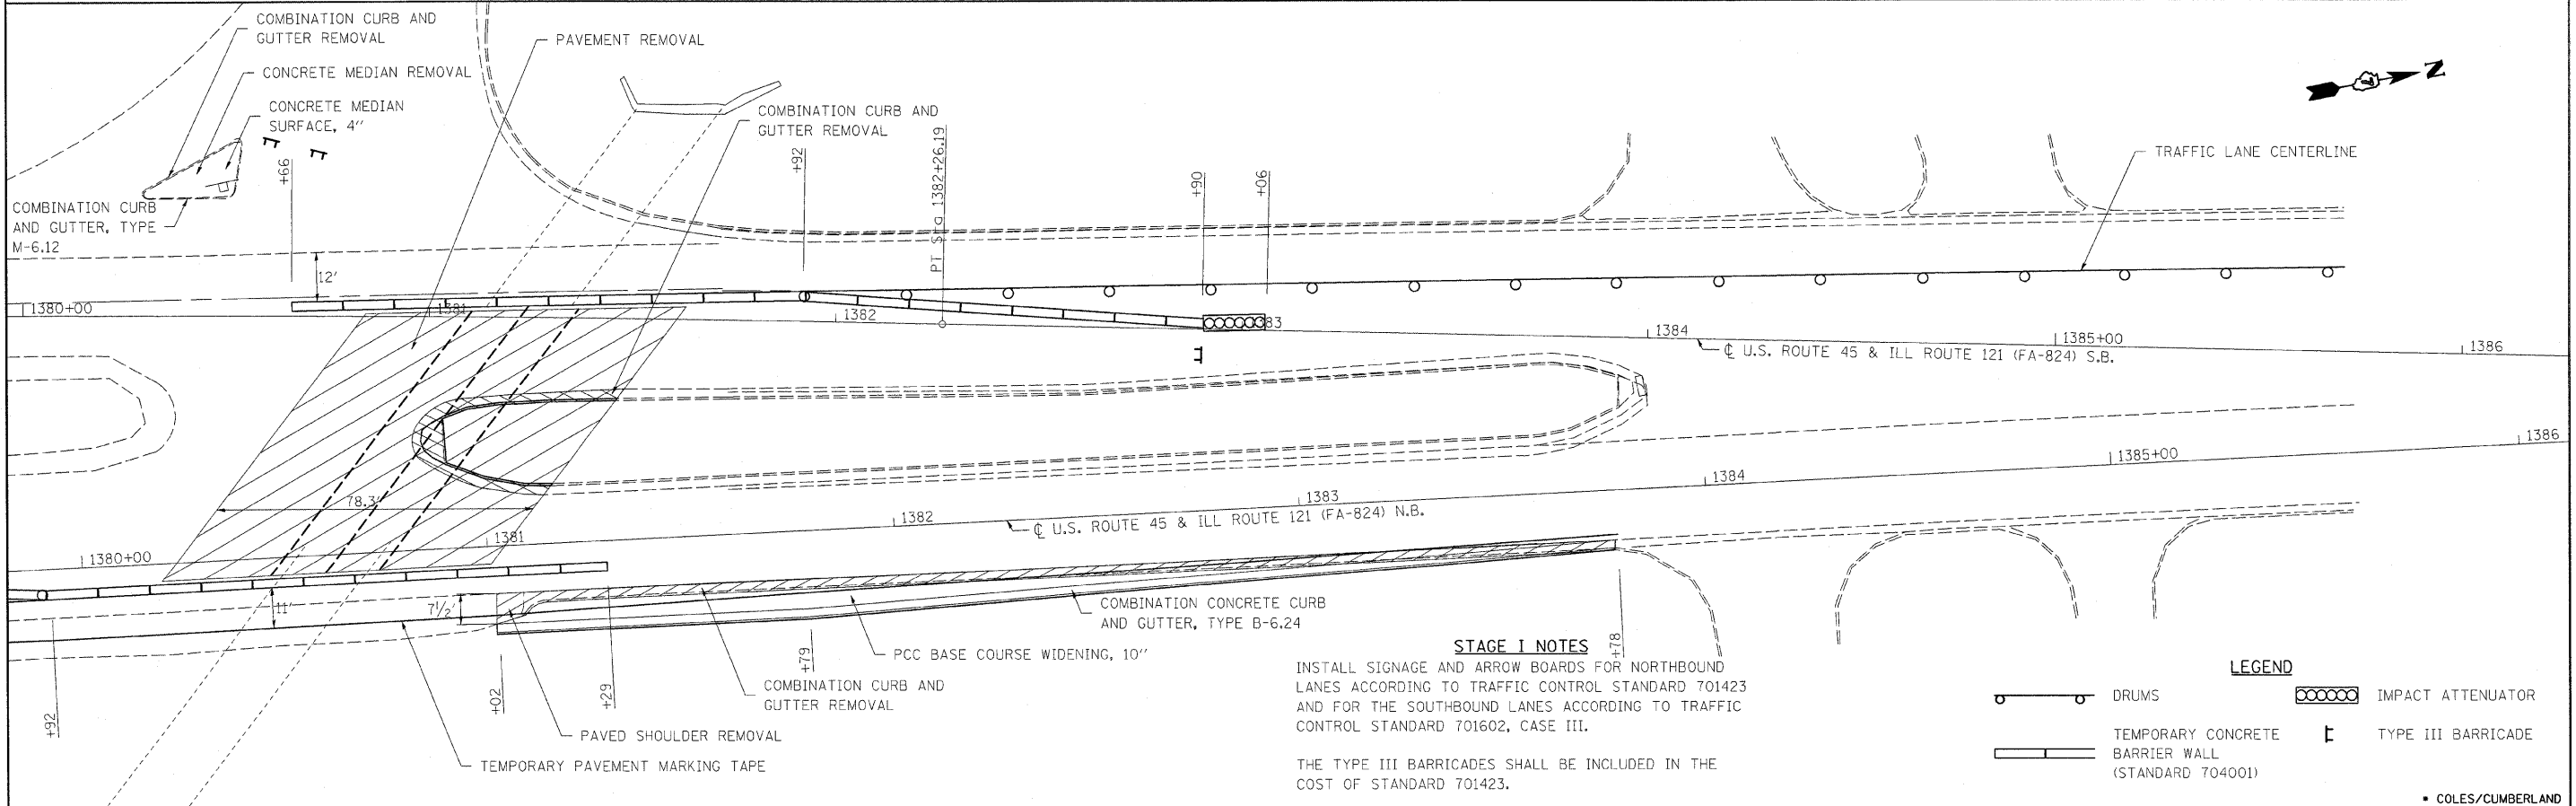 COMBINATION CURB AND
GUTTER REMOVAL
PAVEMENT REMOVAL
CONCRETE MEDIAN REMOVAL
CONCRETE MEDIAN
SURFACE, 4"
COMBINATION CURB AND
GUTTER REMOVAL
N
TRAFFIC LANE CENTERLINE
+66
+92
PT Sta 1382+26.19
+90
+06
COMBINATION CURB
AND GUTTER, TYPE
M-6.12
12'
1380+00
1381
1382
1383
1384
1385+00
1386
℄ U.S. ROUTE 45 & ILL ROUTE 121 (FA-824) S.B.
78.3'
1380+00
1381
1382
1383
1384
1385+00
1386
℄ U.S. ROUTE 45 & ILL ROUTE 121 (FA-824) N.B.
11'
7 1/2'
+92
+02
+29
+79
+78
COMBINATION CONCRETE CURB
AND GUTTER, TYPE B-6.24
PCC BASE COURSE WIDENING, 10"
COMBINATION CURB AND
GUTTER REMOVAL
PAVED SHOULDER REMOVAL
TEMPORARY PAVEMENT MARKING TAPE
STAGE I NOTES
INSTALL SIGNAGE AND ARROW BOARDS FOR NORTHBOUND
LANES ACCORDING TO TRAFFIC CONTROL STANDARD 701423
AND FOR THE SOUTHBOUND LANES ACCORDING TO TRAFFIC
CONTROL STANDARD 701602, CASE III.
THE TYPE III BARRICADES SHALL BE INCLUDED IN THE
COST OF STANDARD 701423.
LEGEND
DRUMS
IMPACT ATTENUATOR
TEMPORARY CONCRETE
BARRIER WALL
(STANDARD 704001)
TYPE III BARRICADE
* COLES/CUMBERLAND